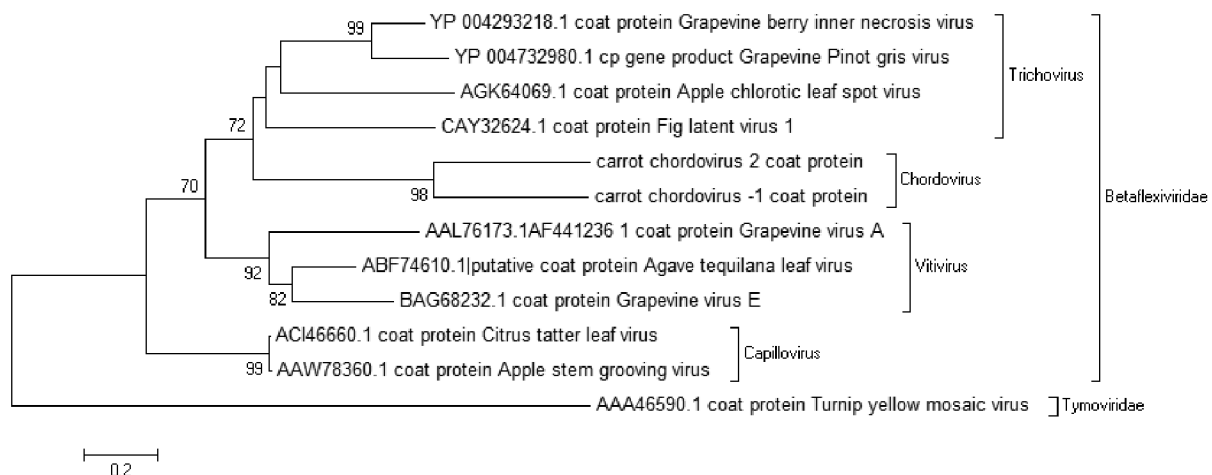 99
YP 004293218.1 coat protein Grapevine berry inner necrosis virus
YP 004732980.1 cp gene product Grapevine Pinot gris virus
Trichovirus
AGK64069.1 coat protein Apple chlorotic leaf spot virus
72
CAY32624.1 coat protein Fig latent virus 1
carrot chordovirus 2 coat protein
Chordovirus
98
carrot chordovirus -1 coat protein
70
Betaflexiviridae
AAL76173.1AF441236 1 coat protein Grapevine virus A
92
ABF74610.1|putative coat protein Agave tequilana leaf virus
Vitivirus
82
BAG68232.1 coat protein Grapevine virus E
ACI46660.1 coat protein Citrus tatter leaf virus
Capillovirus
99
AAW78360.1 coat protein Apple stem grooving virus
AAA46590.1 coat protein Turnip yellow mosaic virus
Tymoviridae
0.2